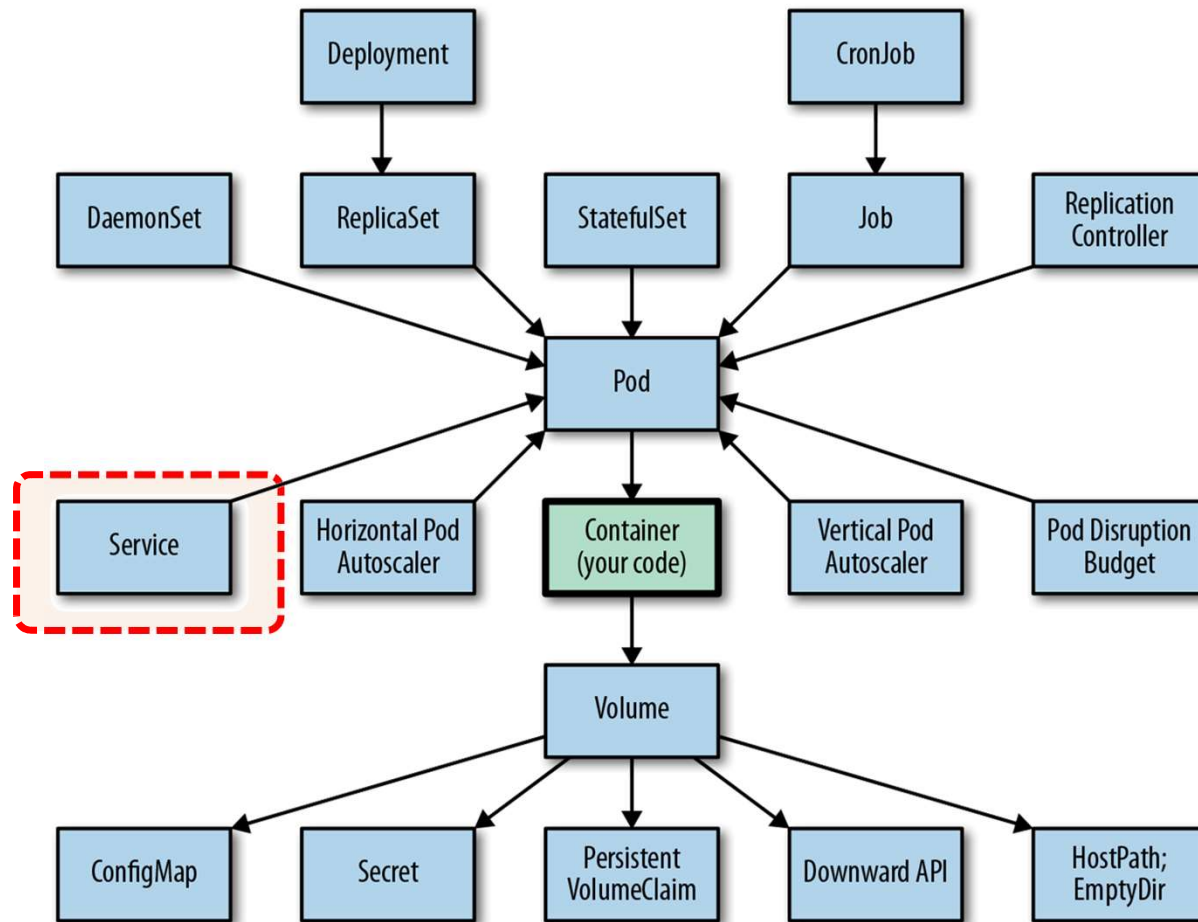 Deployment
CronJob
DaemonSet
ReplicaSet
StatefulSet
Job
Replication
Controller
Pod
Service
Horizontal Pod
Autoscaler
Container
(your code)
Vertical Pod
Autoscaler
Pod Disruption
Budget
Volume
ConfigMap
Secret
Persistent
VolumeClaim
Downward API
HostPath;
EmptyDir